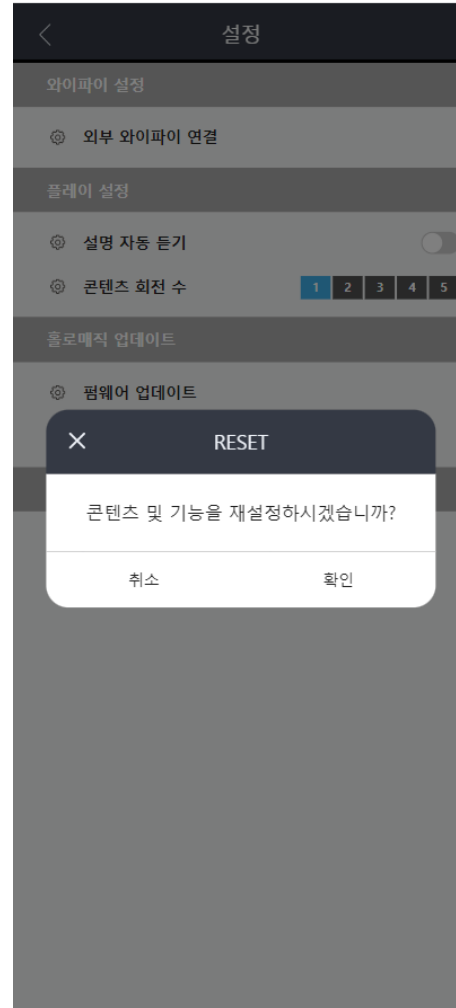 설정
와이파이 설정
외부 와이파이 연결
플레이 설정
설명 자동 듣기
콘텐츠 회전 수 1 2 3 4 5
홀로매직 업데이트
펌웨어 업데이트
RESET
콘텐츠 및 기능을 재설정하시겠습니까?
취소 확인